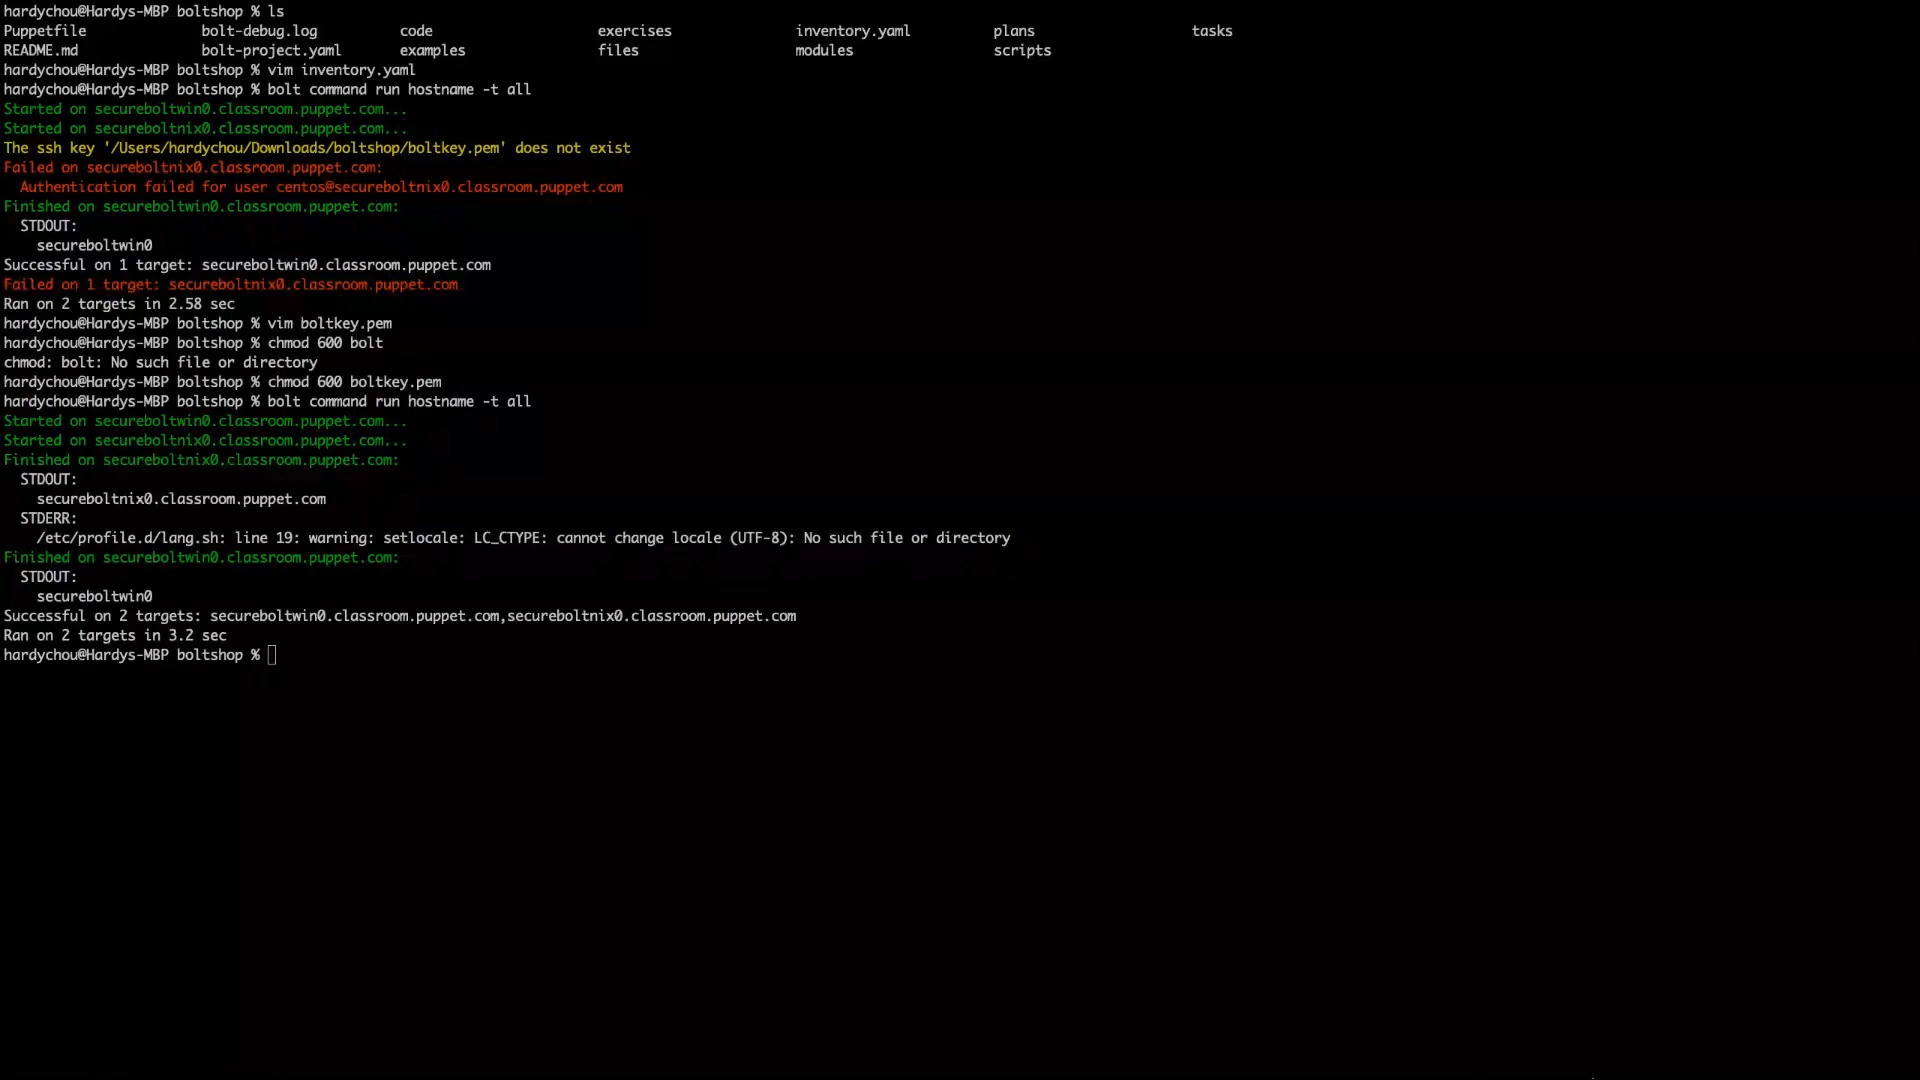 hardychou@Hardys-MBP boltshop % ls
Puppetfile bolt-debug.log code exercises inventory.yaml plans tasks
README.md bolt-project.yaml examples files modules scripts
hardychou@Hardys-MBP boltshop % vim inventory.yaml
hardychou@Hardys-MBP boltshop % bolt command run hostname -t all
Started on secureboltwin0.classroom.puppet.com...
Started on secureboltnix0.classroom.puppet.com...
The ssh key '/Users/hardychou/Downloads/boltshop/boltkey.pem' does not exist
Failed on secureboltnix0.classroom.puppet.com:
  Authentication failed for user centos@secureboltnix0.classroom.puppet.com
Finished on secureboltwin0.classroom.puppet.com:
  STDOUT:
    secureboltwin0
Successful on 1 target: secureboltwin0.classroom.puppet.com
Failed on 1 target: secureboltnix0.classroom.puppet.com
Ran on 2 targets in 2.58 sec
hardychou@Hardys-MBP boltshop % vim boltkey.pem
hardychou@Hardys-MBP boltshop % chmod 600 bolt
chmod: bolt: No such file or directory
hardychou@Hardys-MBP boltshop % chmod 600 boltkey.pem
hardychou@Hardys-MBP boltshop % bolt command run hostname -t all
Started on secureboltwin0.classroom.puppet.com...
Started on secureboltnix0.classroom.puppet.com...
Finished on secureboltnix0.classroom.puppet.com:
  STDOUT:
    secureboltnix0.classroom.puppet.com
  STDERR:
    /etc/profile.d/lang.sh: line 19: warning: setlocale: LC_CTYPE: cannot change locale (UTF-8): No such file or directory
Finished on secureboltwin0.classroom.puppet.com:
  STDOUT:
    secureboltwin0
Successful on 2 targets: secureboltwin0.classroom.puppet.com,secureboltnix0.classroom.puppet.com
Ran on 2 targets in 3.2 sec
hardychou@Hardys-MBP boltshop %